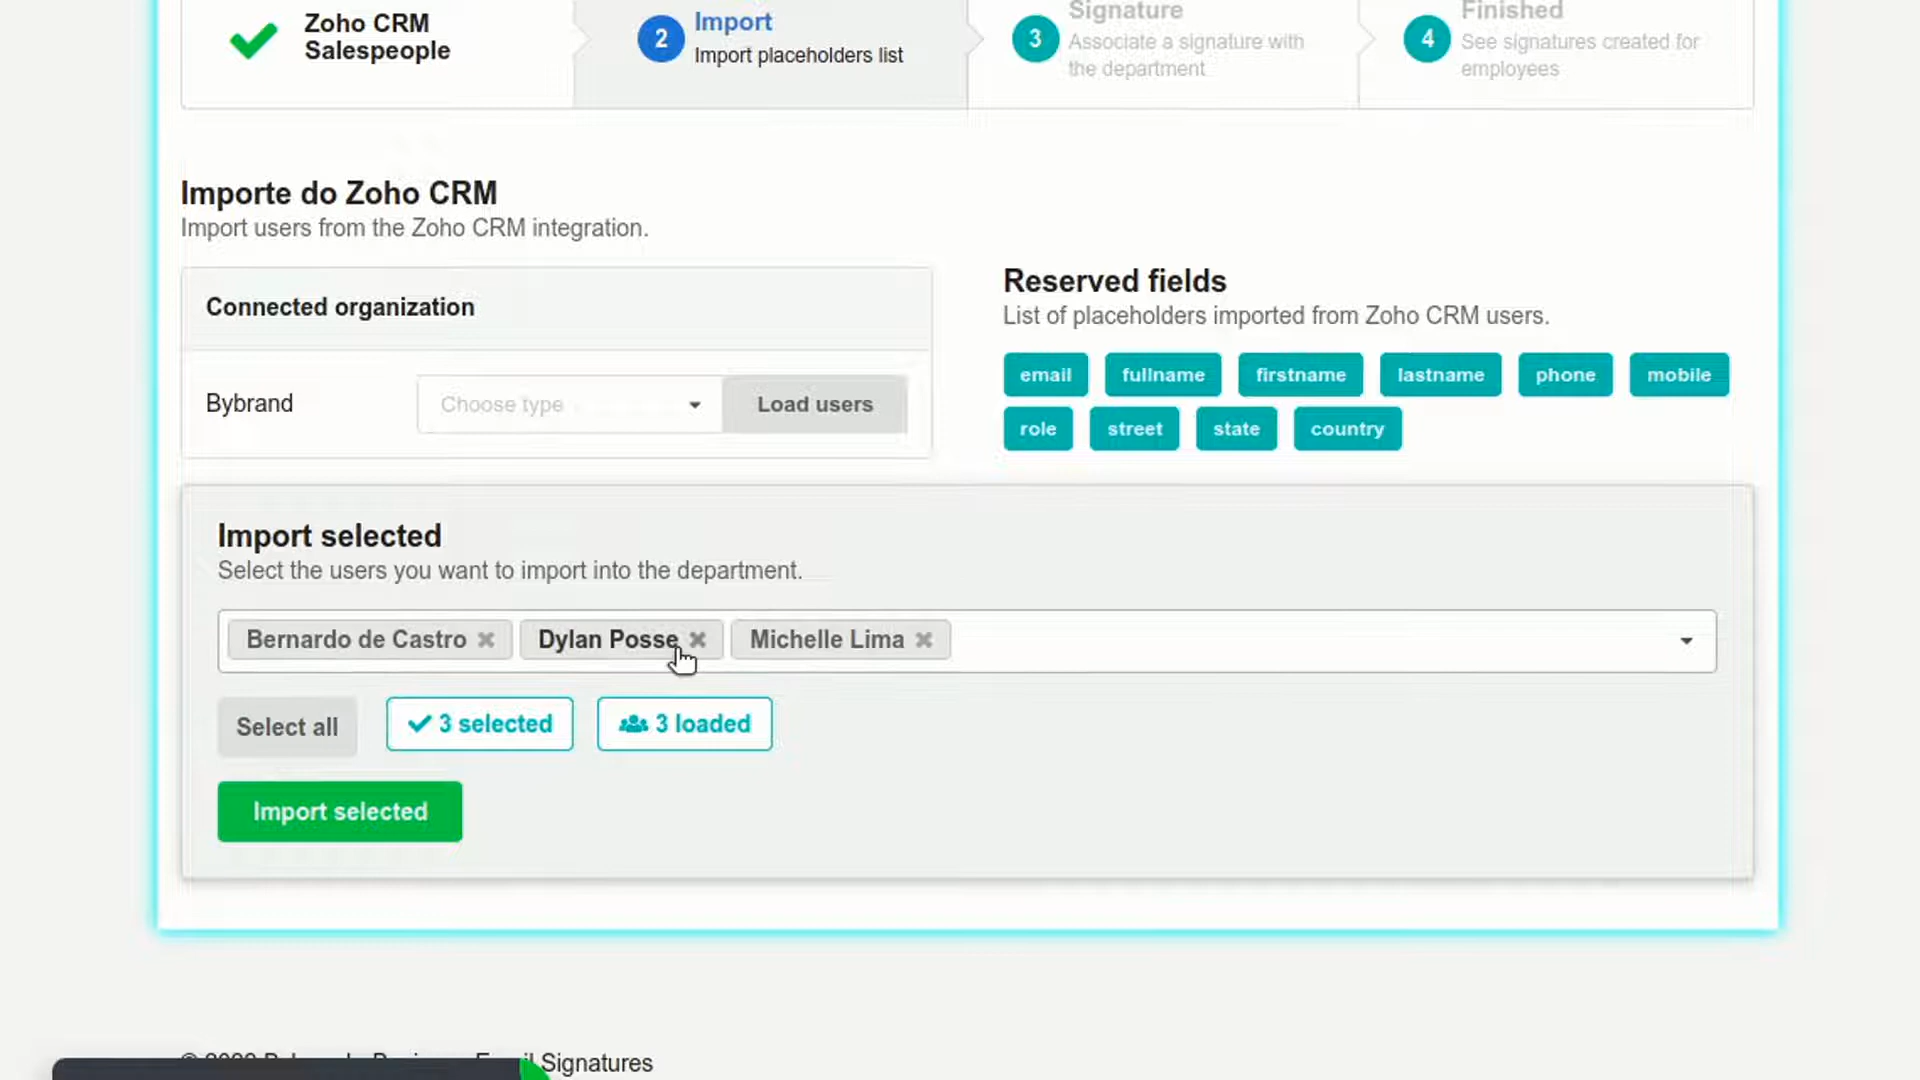 Zoho CRM
Salespeople
2
Import
Import placeholders list
3
Signature
Associate a signature with
the department
4
Finished
See signatures created for
employees
Importe do Zoho CRM
Import users from the Zoho CRM integration.
Connected organization
Bybrand
Choose type
Load users
Reserved fields
List of placeholders imported from Zoho CRM users.
email fullname firstname lastname phone mobile
role street state country
Import selected
Select the users you want to import into the department.
Bernardo de Castro Dylan Posse Michelle Lima
Select all 3 selected 3 loaded
Import selected
Signatures